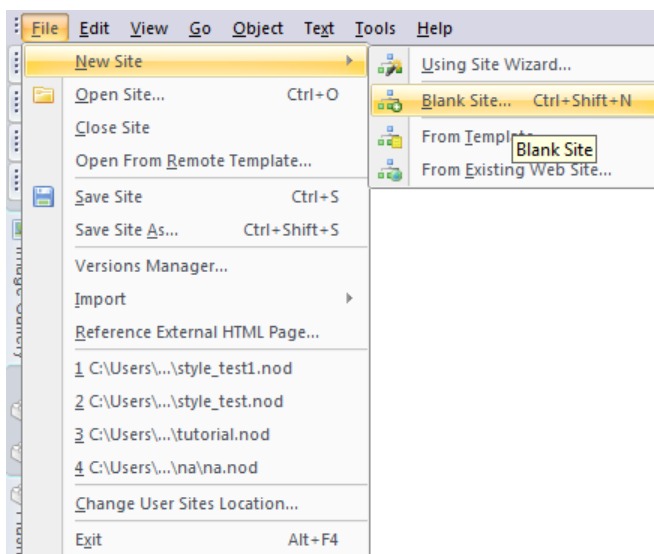 File Edit View Go Object Text Tools Help
New Site
Using Site Wizard...
Open Site... Ctrl+O
Blank Site... Ctrl+Shift+N
Close Site
From Template
Blank Site
Open From Remote Template...
From Existing Web Site...
Save Site Ctrl+S
Save Site As... Ctrl+Shift+S
Versions Manager...
Import
Reference External HTML Page...
1 C:\Users\...\style_test1.nod
2 C:\Users\...\style_test.nod
3 C:\Users\...\tutorial.nod
4 C:\Users\...\na\na.nod
Change User Sites Location...
Exit Alt+F4
Image Gallery